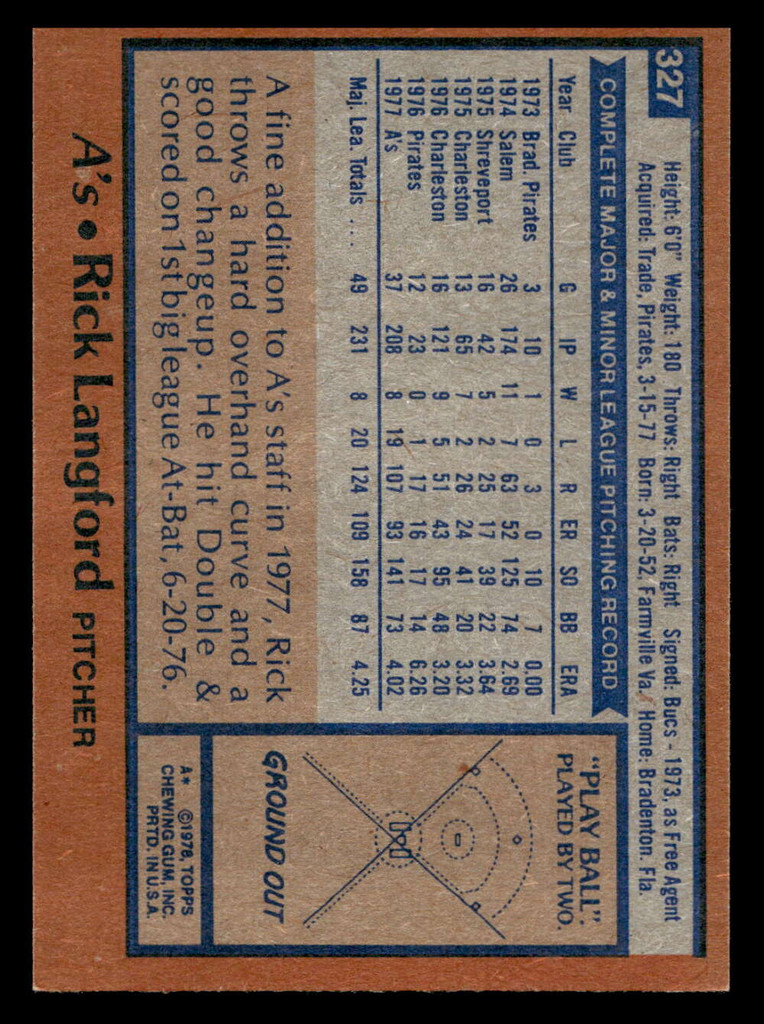 327
Height: 6'0" Weight: 180 Throws: Right Bats: Right Signed: Bucs - 1973, as Free Agent
Acquired: Trade, Pirates, 3-15-77 Born: 3-20-52, Farmville Va. Home: Bradenton. Fla.
COMPLETE MAJOR & MINOR LEAGUE PITCHING RECORD
Year Club G IP W L R ER SO BB ERA
1973 Brad. Pirates 3 10 1 0 3 0 10 7 0.00
1974 Salem 26 174 11 7 63 52 125 74 2.69
1975 Shreveport 16 42 5 2 25 17 39 22 3.64
1975 Charleston 13 65 7 2 26 24 41 20 3.32
1976 Charleston 16 121 9 5 51 43 95 48 3.20
1976 Pirates 12 23 0 1 17 16 17 14 6.26
1977 A's 37 208 8 19 107 93 141 73 4.02
Maj. Lea. Totals .... 49 231 8 20 124 109 158 87 4.25
A fine addition to A's staff in 1977, Rick
throws a hard overhand curve and a
good changeup. He hit Double &
scored on 1st big league At-Bat, 6-20-76.
"PLAY BALL":
PLAYED BY TWO.
GROUND OUT
A* ©1978, TOPPS
CHEWING GUM, INC.
PRTD. IN U.S.A.
A's • Rick Langford PITCHER